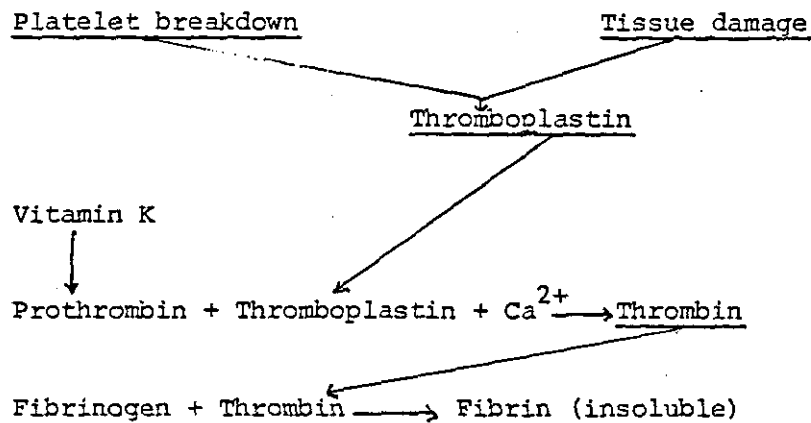 Platelet breakdown Tissue damage
Thromboplastin
Vitamin K
Prothrombin + Thromboplastin + Ca2+ → Thrombin
Fibrinogen + Thrombin → Fibrin (insoluble)